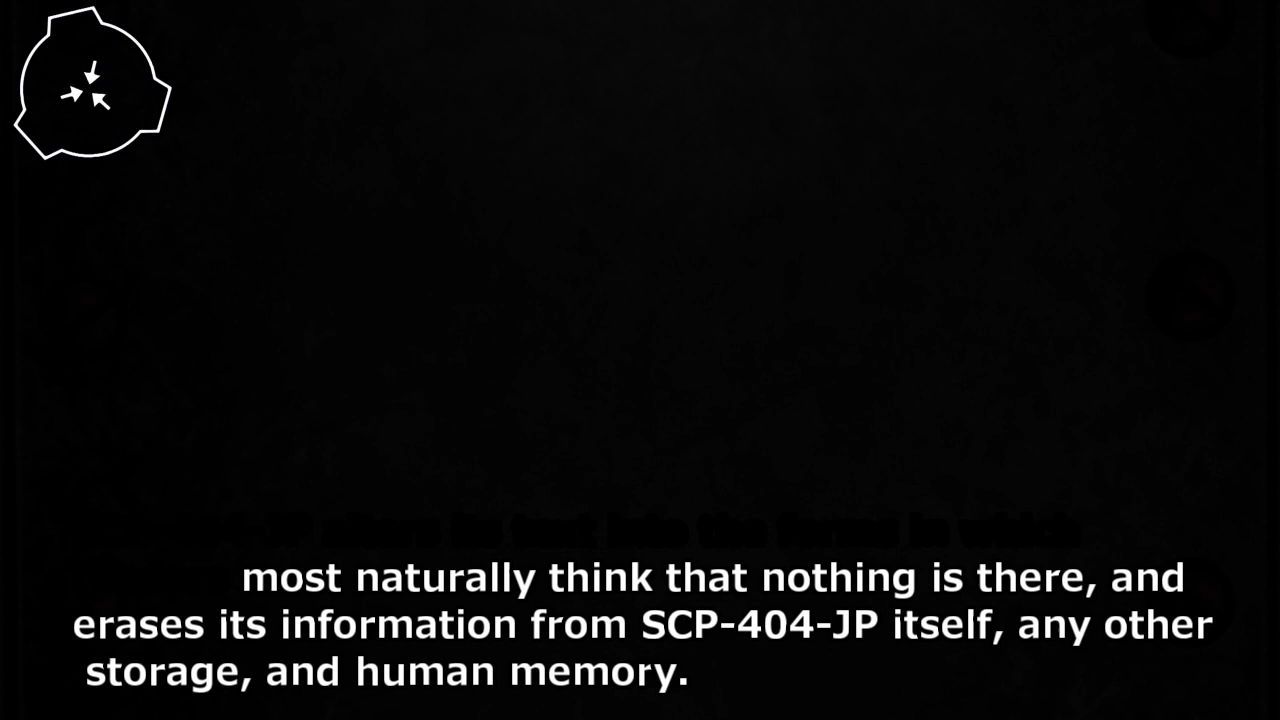 most naturally think that nothing is there, and
erases its information from SCP-404-JP itself, any other
storage, and human memory.